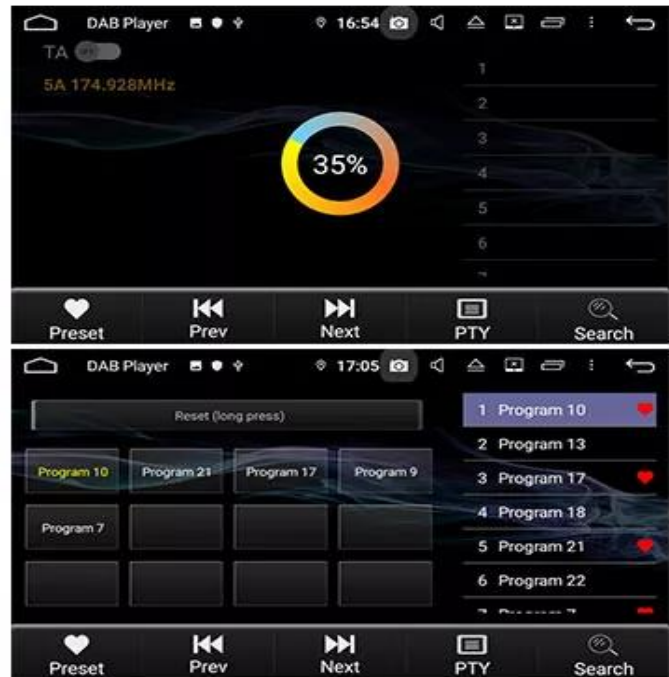 DAB Player 16:54
TA
5A 174.928MHz
35%
1
2
3
4
5
6
Preset Prev Next PTY Search
DAB Player 17:05
Reset (long press)
Program 10 Program 21 Program 17 Program 9
Program 7
1 Program 10
2 Program 13
3 Program 17
4 Program 18
5 Program 21
6 Program 22
Preset Prev Next PTY Search